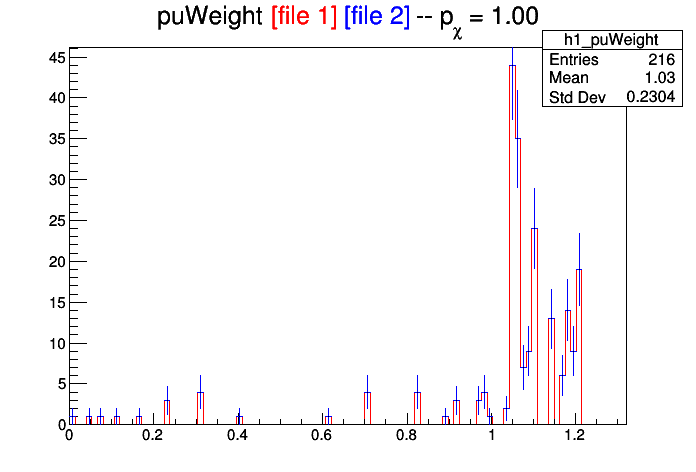 puWeight [file 1] [file 2] -- pχ = 1.00
h1_puWeight
Entries 216
Mean 1.03
Std Dev 0.2304
45
40
35
30
25
20
15
10
5
0
0 0.2 0.4 0.6 0.8 1 1.2